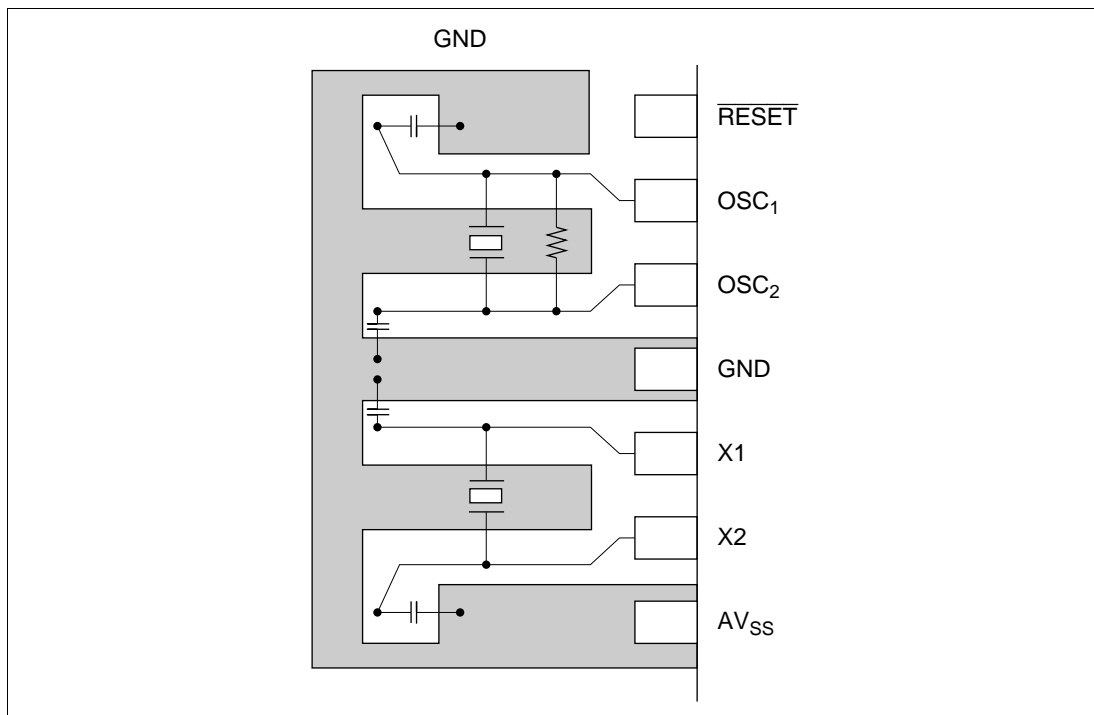 GND
RESET
OSC₁
OSC₂
GND
X1
X2
AVSS